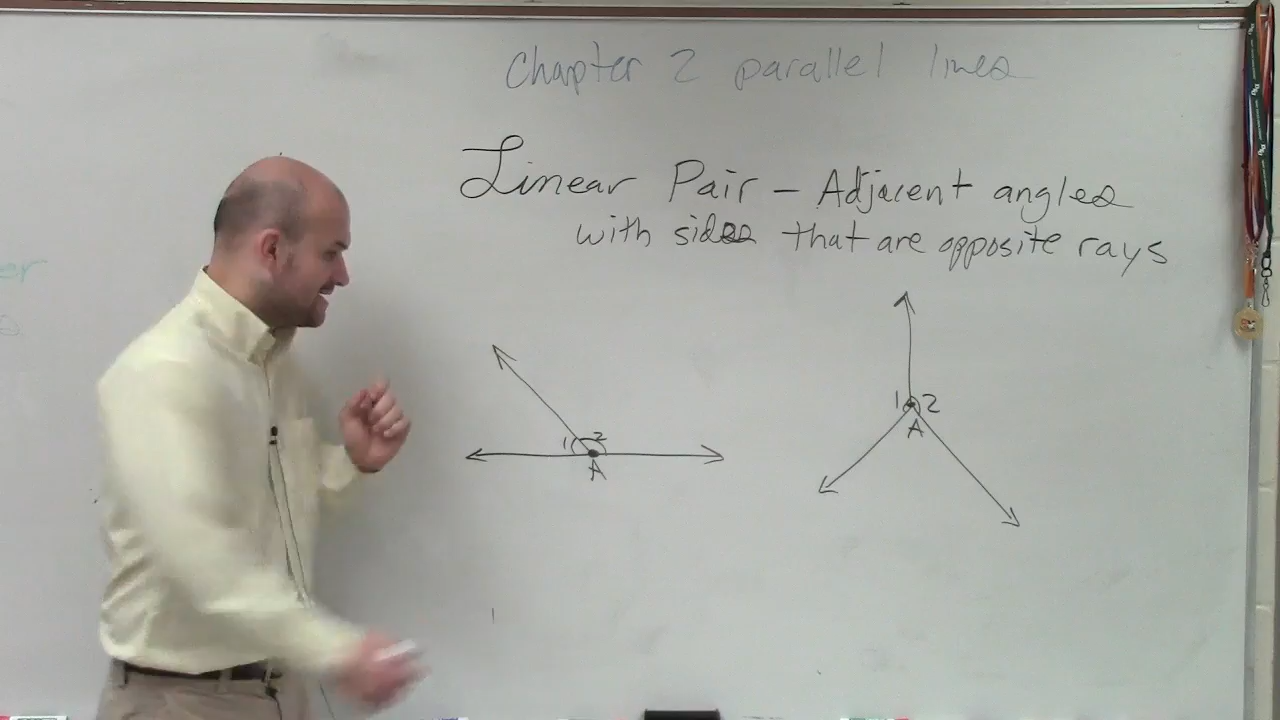 Chapter 2 parallel lines
Linear Pair – Adjacent angles
with sides that are opposite rays
1 2
A
1 2
A